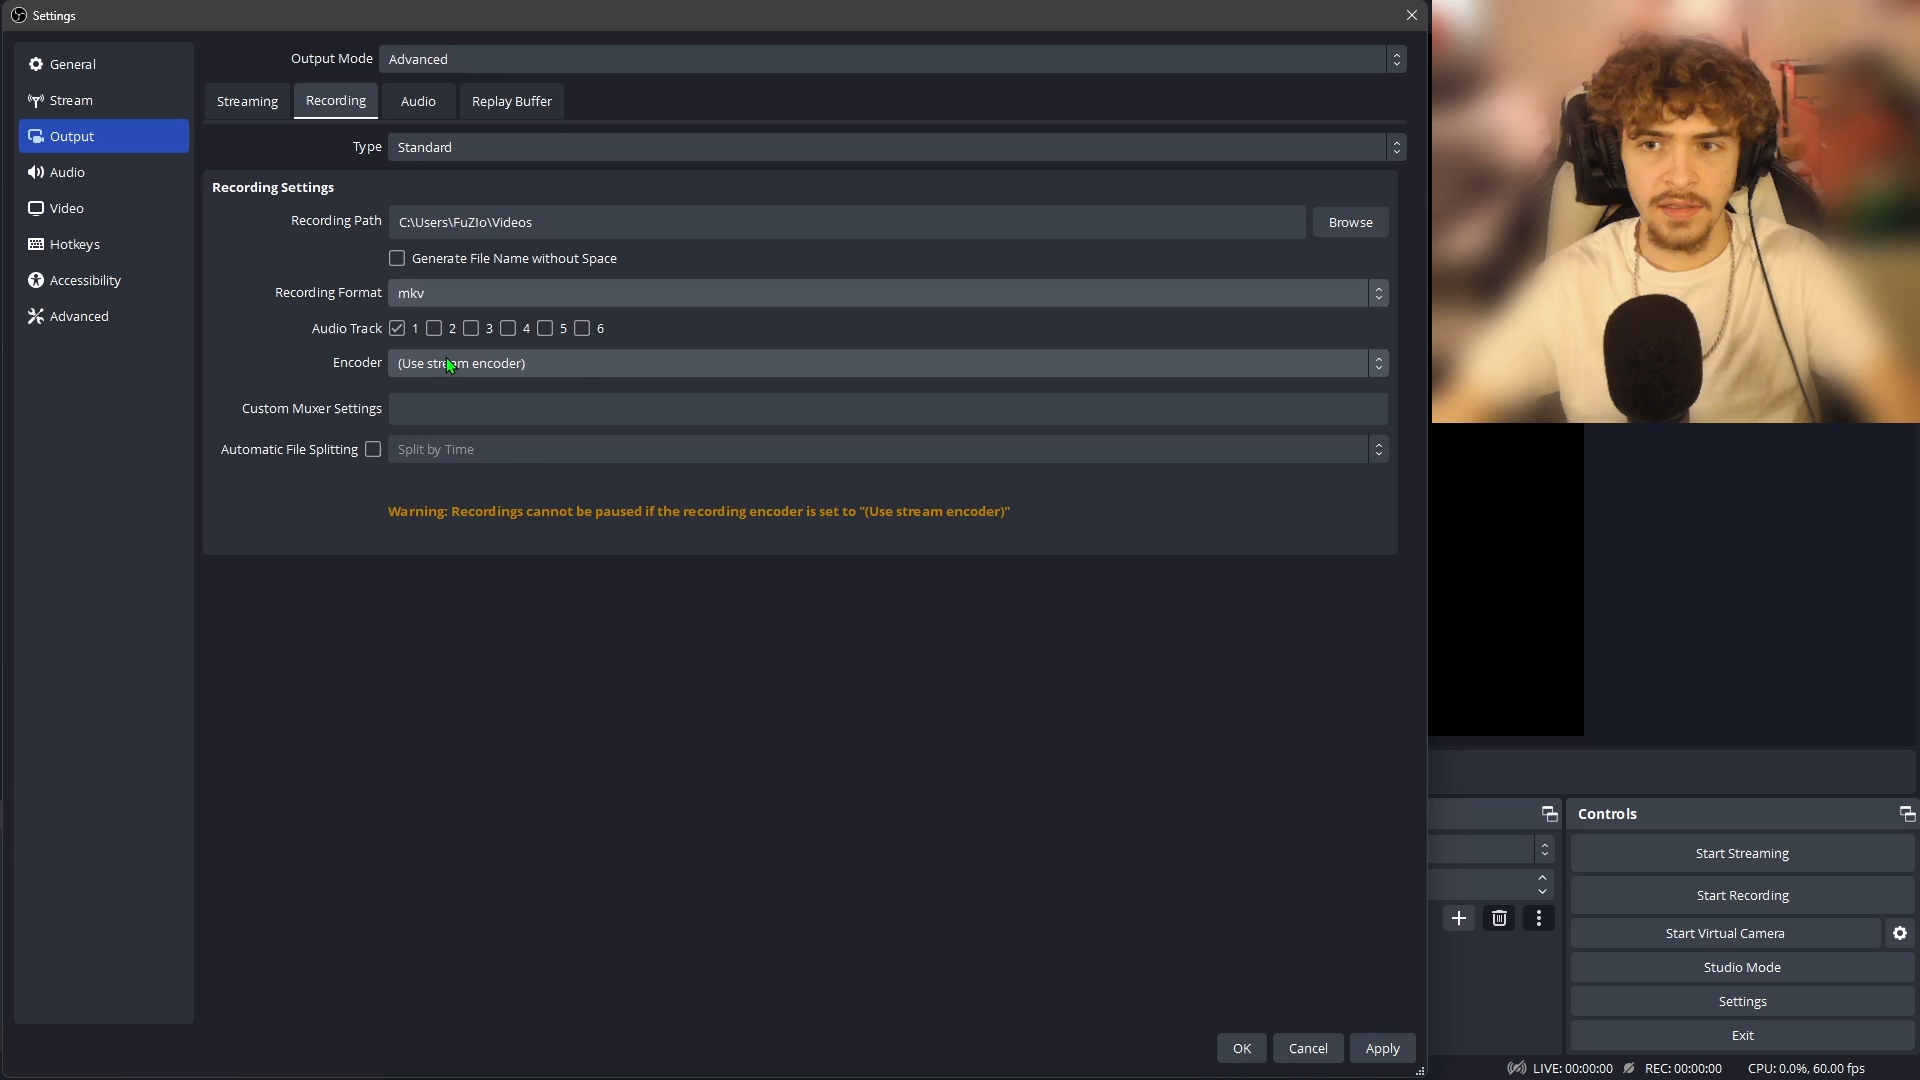 Settings
General
Stream
Output
Audio
Video
Hotkeys
Accessibility
Advanced
Output Mode Advanced
Streaming Recording Audio Replay Buffer
Type Standard
Recording Settings
Recording Path C:\Users\FuZIo\Videos Browse
Generate File Name without Space
Recording Format mkv
Audio Track 1 2 3 4 5 6
Encoder (Use stream encoder)
Custom Muxer Settings
Automatic File Splitting Split by Time
Warning: Recordings cannot be paused if the recording encoder is set to "(Use stream encoder)"
OK Cancel Apply
Controls
Start Streaming
Start Recording
Start Virtual Camera
Studio Mode
Settings
Exit
LIVE: 00:00:00 REC: 00:00:00 CPU: 0.0%, 60.00 fps